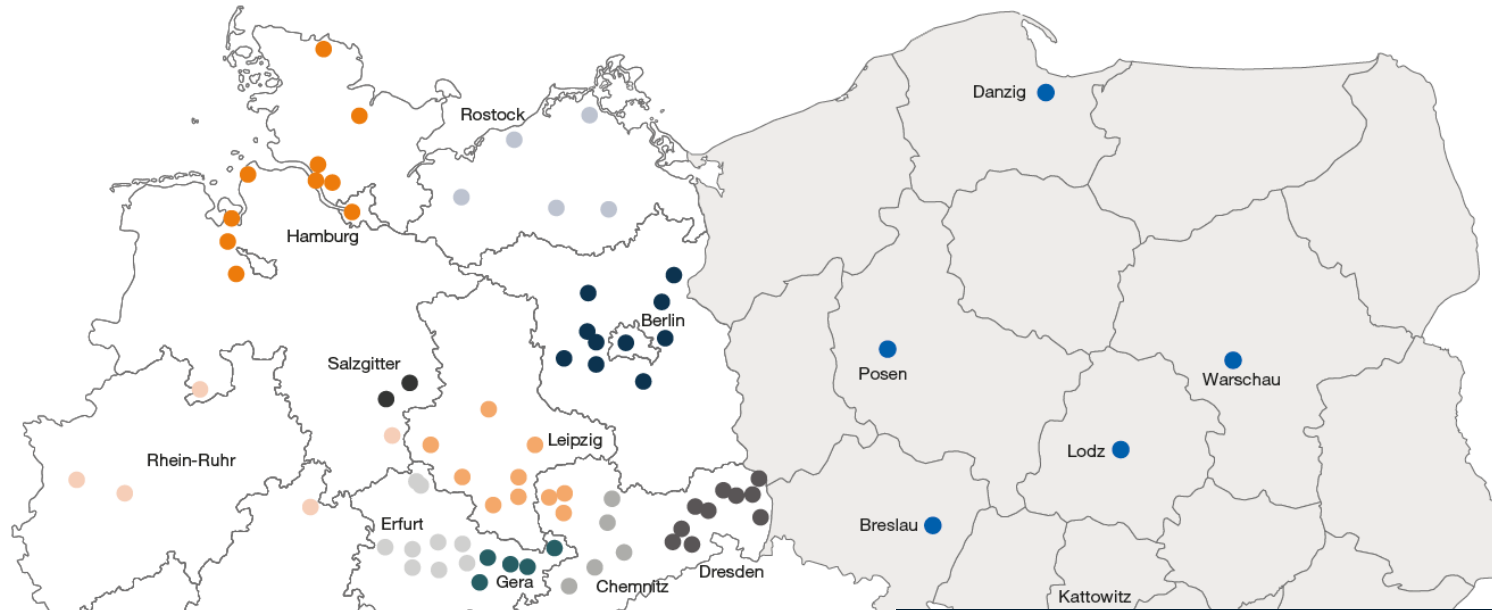 Danzig
Rostock
Hamburg
Berlin
Salzgitter
Posen
Warschau
Leipzig
Lodz
Rhein-Ruhr
Erfurt
Breslau
Dresden
Gera
Chemnitz
Kattowitz